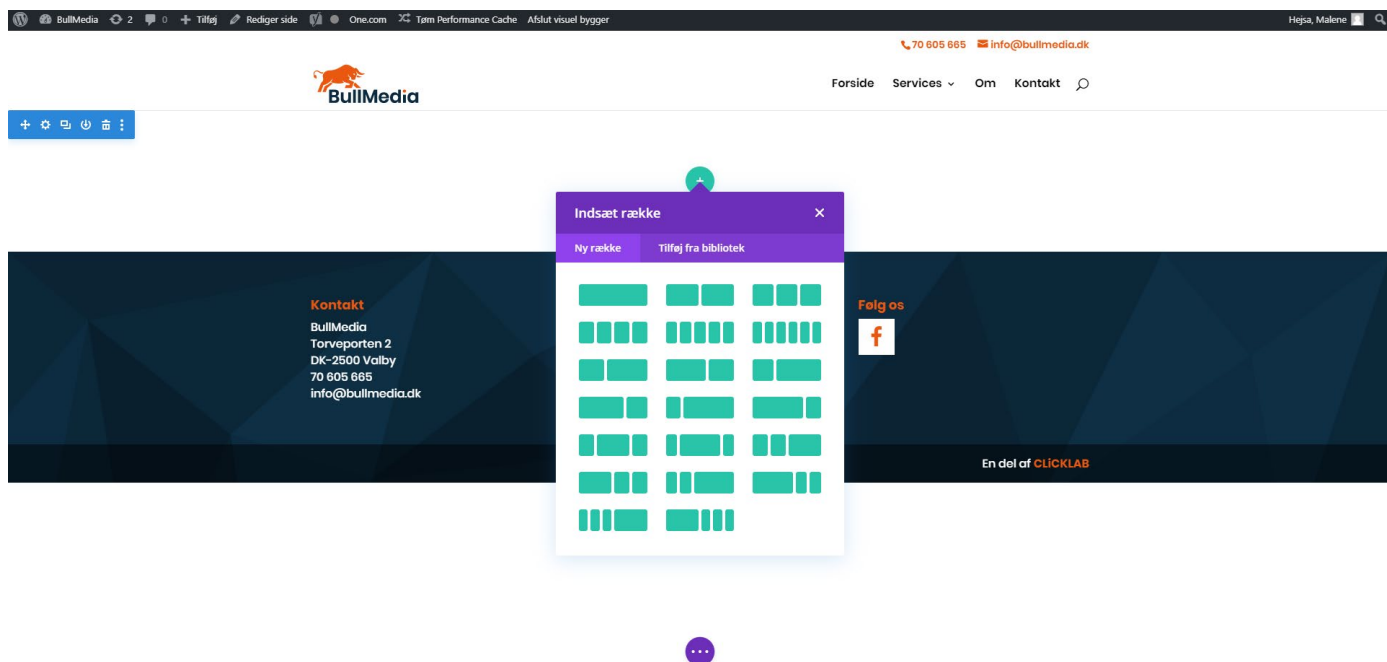 BullMedia 2 0 Tilføj Rediger side One.com Tøm Performance Cache Afslut visuel bygger Hejsa, Malene
70 605 665 info@bullmedia.dk
BullMedia
Forside Services Om Kontakt
Indsæt række
Ny række Tilføj fra bibliotek
Kontakt
BullMedia
Torveporten 2
DK-2500 Valby
70 605 665
info@bullmedia.dk
Følg os
En del af CLiCKLAB